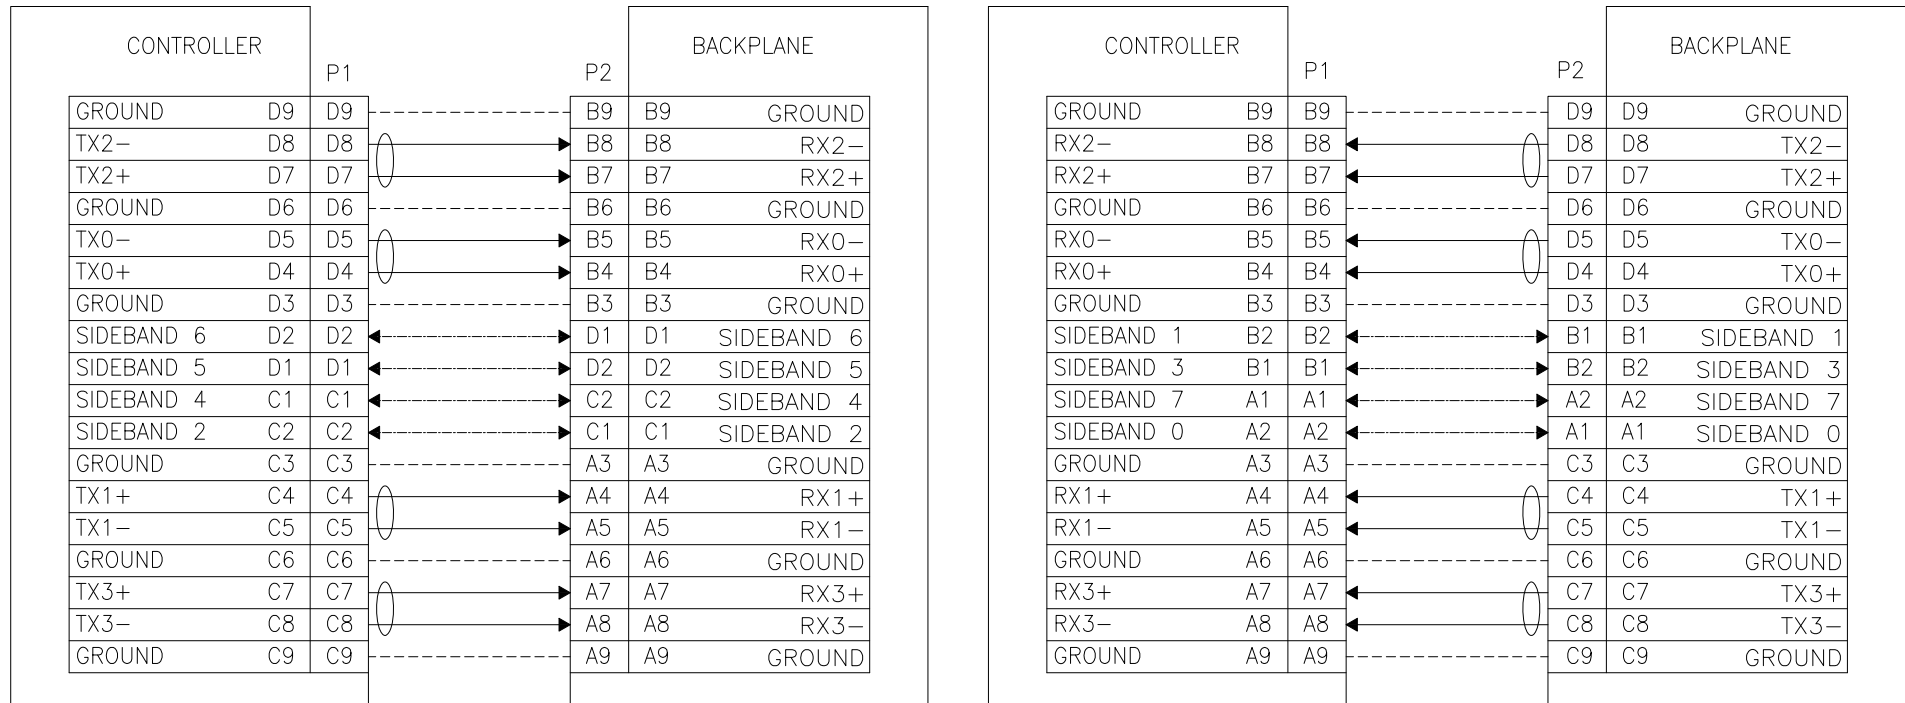 CONTROLLER BACKPLANE
P1 P2
GROUND D9 D9 B9 B9 GROUND
TX2- D8 D8 B8 B8 RX2-
TX2+ D7 D7 B7 B7 RX2+
GROUND D6 D6 B6 B6 GROUND
TX0- D5 D5 B5 B5 RX0-
TX0+ D4 D4 B4 B4 RX0+
GROUND D3 D3 B3 B3 GROUND
SIDEBAND 6 D2 D2 D1 D1 SIDEBAND 6
SIDEBAND 5 D1 D1 D2 D2 SIDEBAND 5
SIDEBAND 4 C1 C1 C2 C2 SIDEBAND 4
SIDEBAND 2 C2 C2 C1 C1 SIDEBAND 2
GROUND C3 C3 A3 A3 GROUND
TX1+ C4 C4 A4 A4 RX1+
TX1- C5 C5 A5 A5 RX1-
GROUND C6 C6 A6 A6 GROUND
TX3+ C7 C7 A7 A7 RX3+
TX3- C8 C8 A8 A8 RX3-
GROUND C9 C9 A9 A9 GROUND
CONTROLLER BACKPLANE
P1 P2
GROUND B9 B9 D9 D9 GROUND
RX2- B8 B8 D8 D8 TX2-
RX2+ B7 B7 D7 D7 TX2+
GROUND B6 B6 D6 D6 GROUND
RX0- B5 B5 D5 D5 TX0-
RX0+ B4 B4 D4 D4 TX0+
GROUND B3 B3 D3 D3 GROUND
SIDEBAND 1 B2 B2 B1 B1 SIDEBAND 1
SIDEBAND 3 B1 B1 B2 B2 SIDEBAND 3
SIDEBAND 7 A1 A1 A2 A2 SIDEBAND 7
SIDEBAND 0 A2 A2 A1 A1 SIDEBAND 0
GROUND A3 A3 C3 C3 GROUND
RX1+ A4 A4 C4 C4 TX1+
RX1- A5 A5 C5 C5 TX1-
GROUND A6 A6 C6 C6 GROUND
RX3+ A7 A7 C7 C7 TX3+
RX3- A8 A8 C8 C8 TX3-
GROUND A9 A9 C9 C9 GROUND